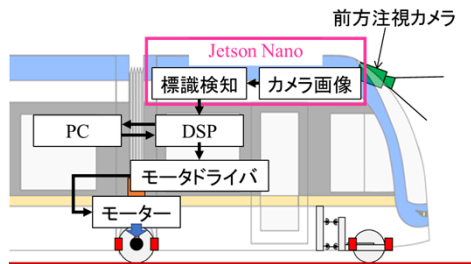 前方注視カメラ
Jetson Nano
標識検知
カメラ画像
PC
DSP
モータドライバ
モーター